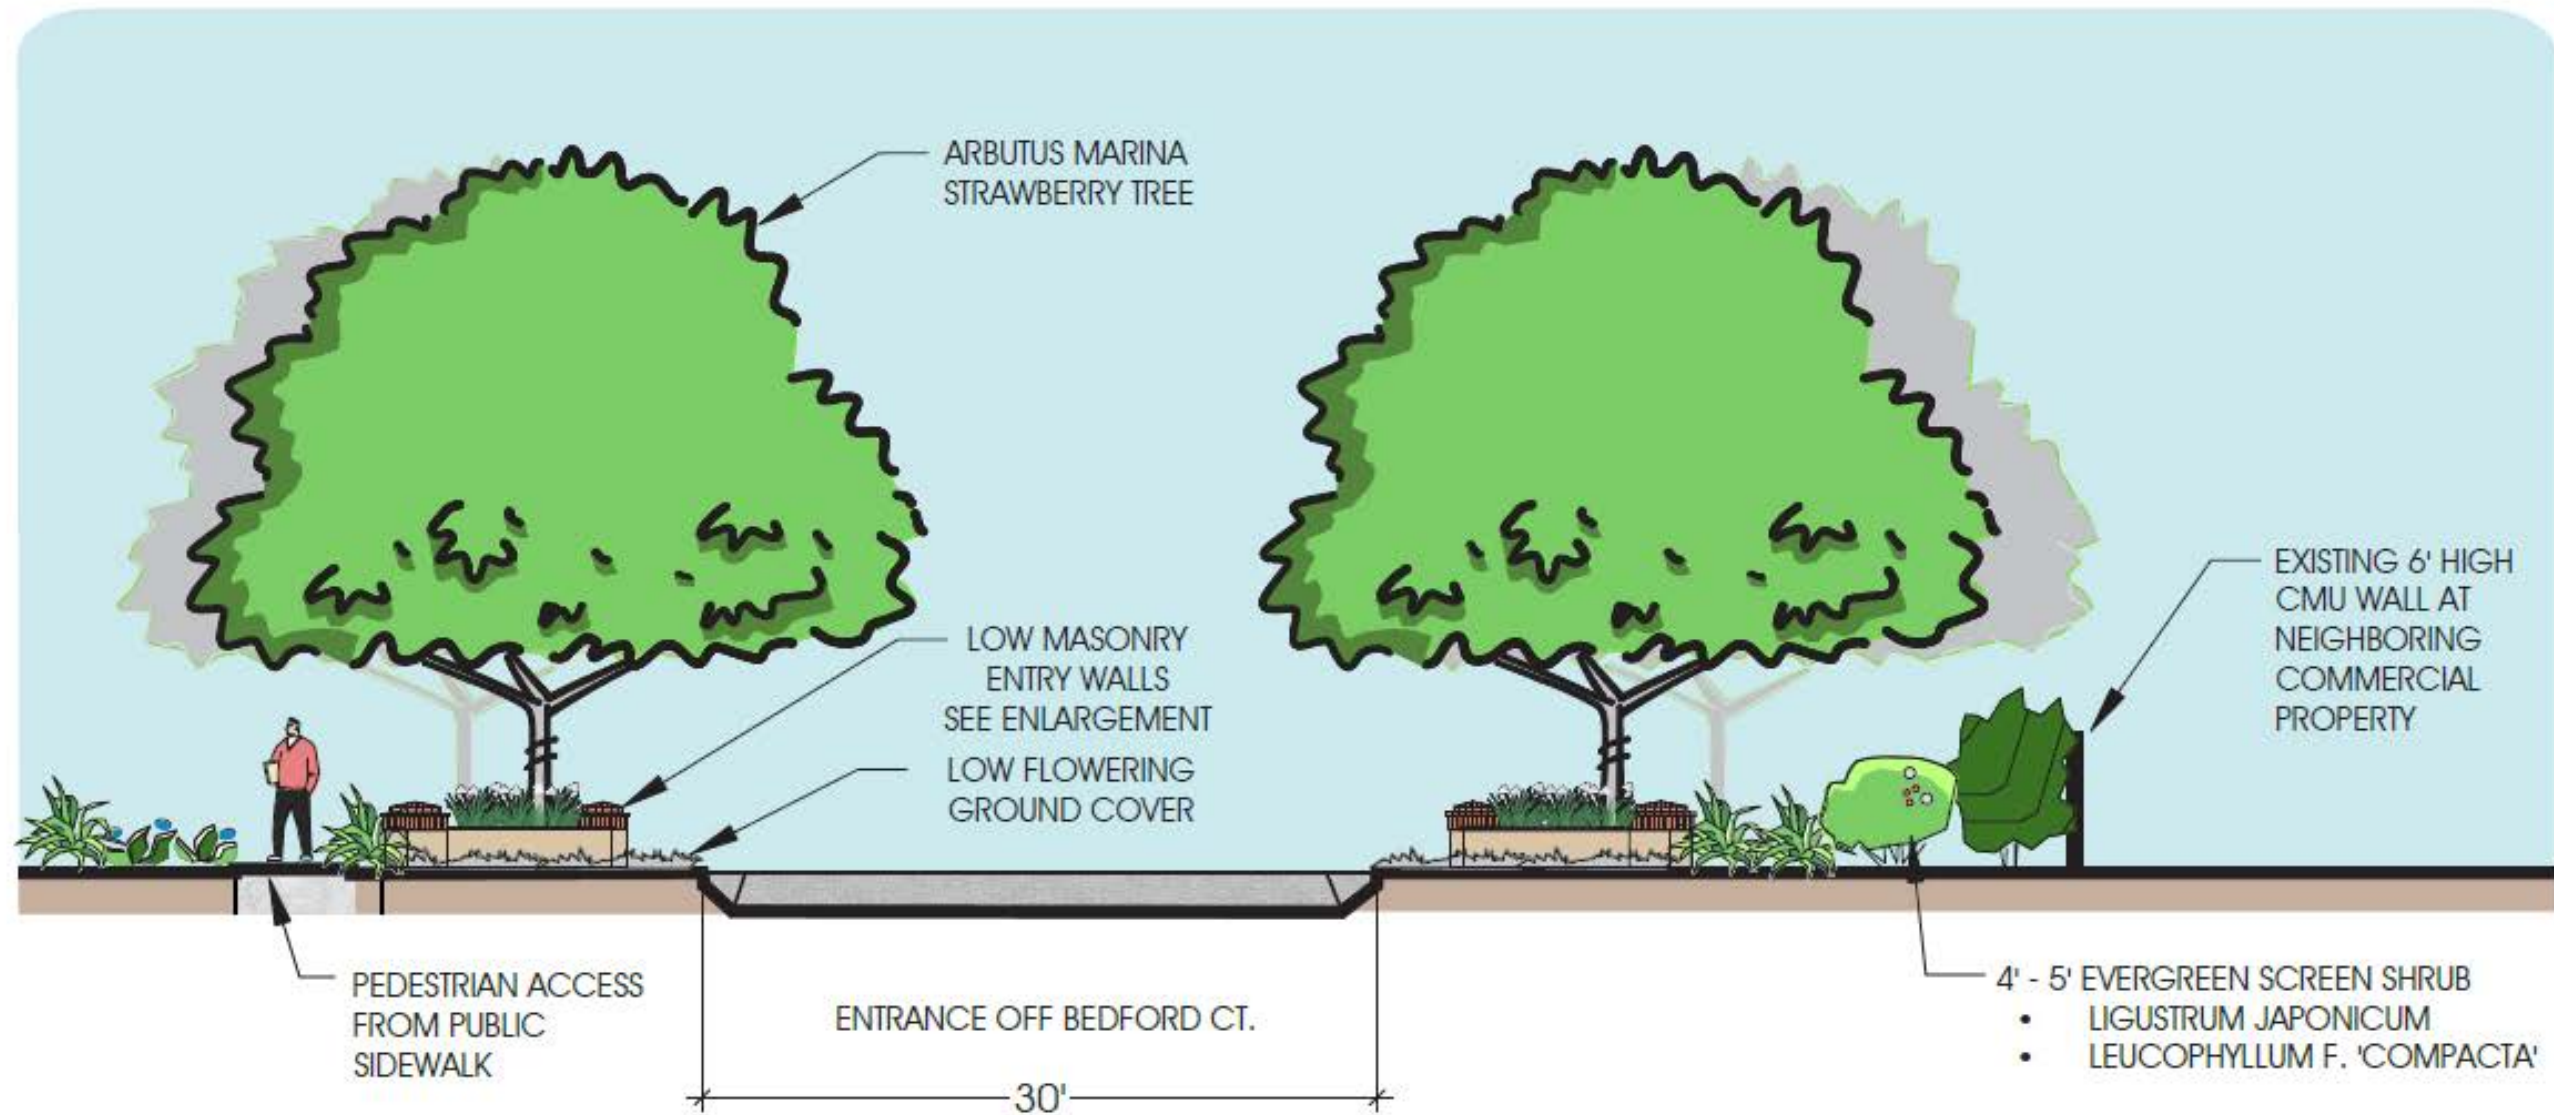 ARBUTUS MARINA
STRAWBERRY TREE
LOW MASONRY
ENTRY WALLS
SEE ENLARGEMENT
LOW FLOWERING
GROUND COVER
EXISTING 6' HIGH
CMU WALL AT
NEIGHBORING
COMMERCIAL
PROPERTY
PEDESTRIAN ACCESS
FROM PUBLIC
SIDEWALK
ENTRANCE OFF BEDFORD CT.
30'
4' - 5' EVERGREEN SCREEN SHRUB
• LIGUSTRUM JAPONICUM
• LEUCOPHYLLUM F. 'COMPACTA'